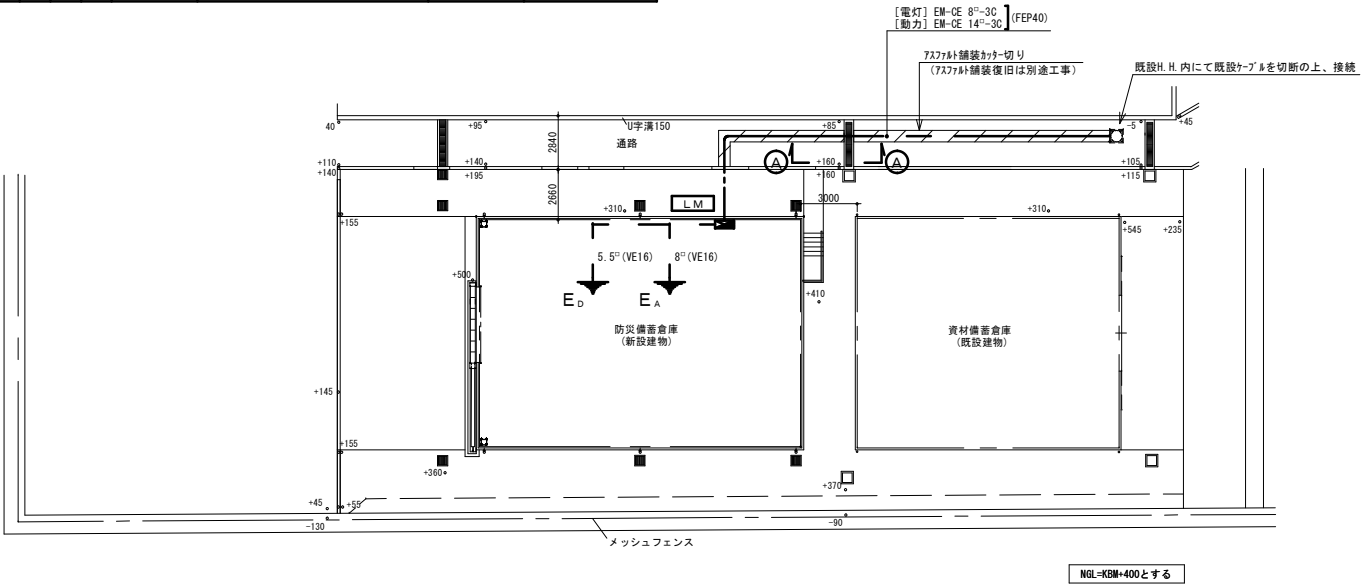 [電灯] EM-CE 8□-3C
[動力] EM-CE 14□-3C
(FEP40)
ｱｽﾌｧﾙﾄ舗装ｶｯﾀｰ切り
(ｱｽﾌｧﾙﾄ舗装復旧は別途工事)
既設H.H.内にて既設ｹｰﾌﾞﾙを切断の上、接続
40
+95
U字溝150
通路
2840
+85
-5
+45
+110
+140
+140
+195
A
A
+160
+160
+105
+115
2660
LM
3000
+310
+310
+155
+545
+235
5.5□(VE16)
8□(VE16)
+500
ED
EA
+410
防災備蓄倉庫
(新設建物)
資材備蓄倉庫
(既設建物)
+145
+155
+360
+370
+45
+55
-130
-90
メッシュフェンス
NGL=KBM+400とする